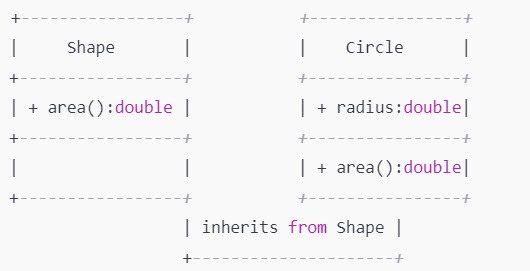 +-----------------+           +----------------+
|     Shape       |           |    Circle      |
+-----------------+           +----------------+
| + area():double |           | + radius:double|
+-----------------+           +----------------+
|                 |           | + area():double|
+-----------------+           +----------------+
                  | inherits from Shape |
                  +---------------------+